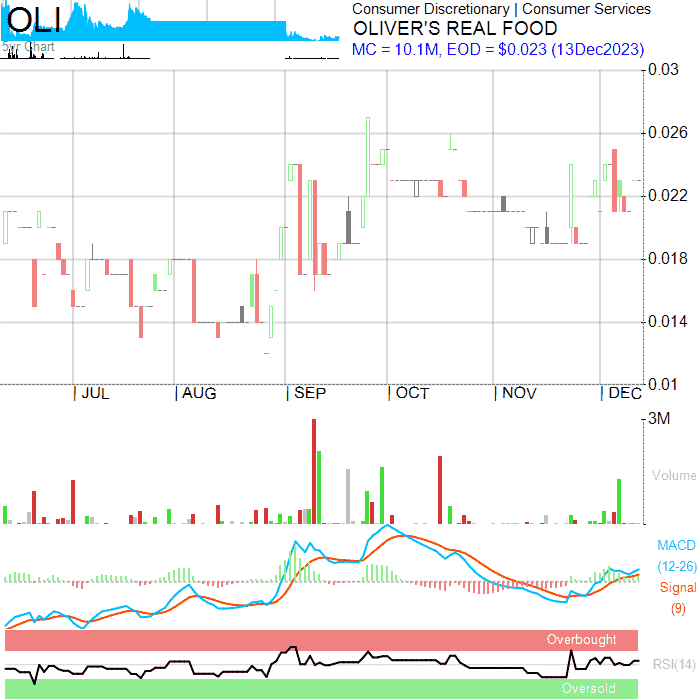 OLI
5yr Chart
Consumer Discretionary | Consumer Services
OLIVER'S REAL FOOD
MC = 10.1M, EOD = $0.023 (13Dec2023)
0.03
0.026
0.022
0.018
0.014
0.01
| JUL | AUG | SEP | OCT | NOV | DEC
3M
Volume
MACD
(12-26)
Signal
(9)
Overbought
RSI(14)
Oversold